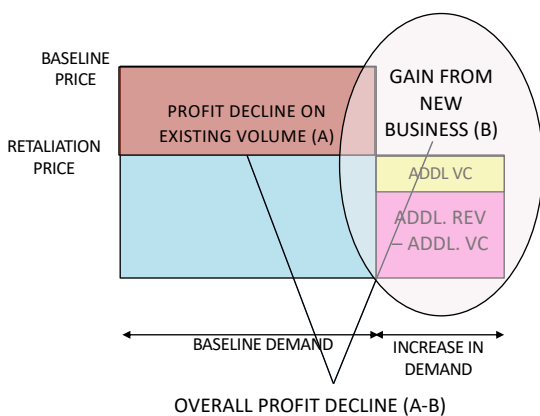 BASELINE
PRICE
GAIN FROM
NEW
BUSINESS (B)
PROFIT DECLINE ON
EXISTING VOLUME (A)
RETALIATION
PRICE
ADDL VC
ADDL. REV
– ADDL. VC
BASELINE DEMAND
INCREASE IN
DEMAND
OVERALL PROFIT DECLINE (A-B)